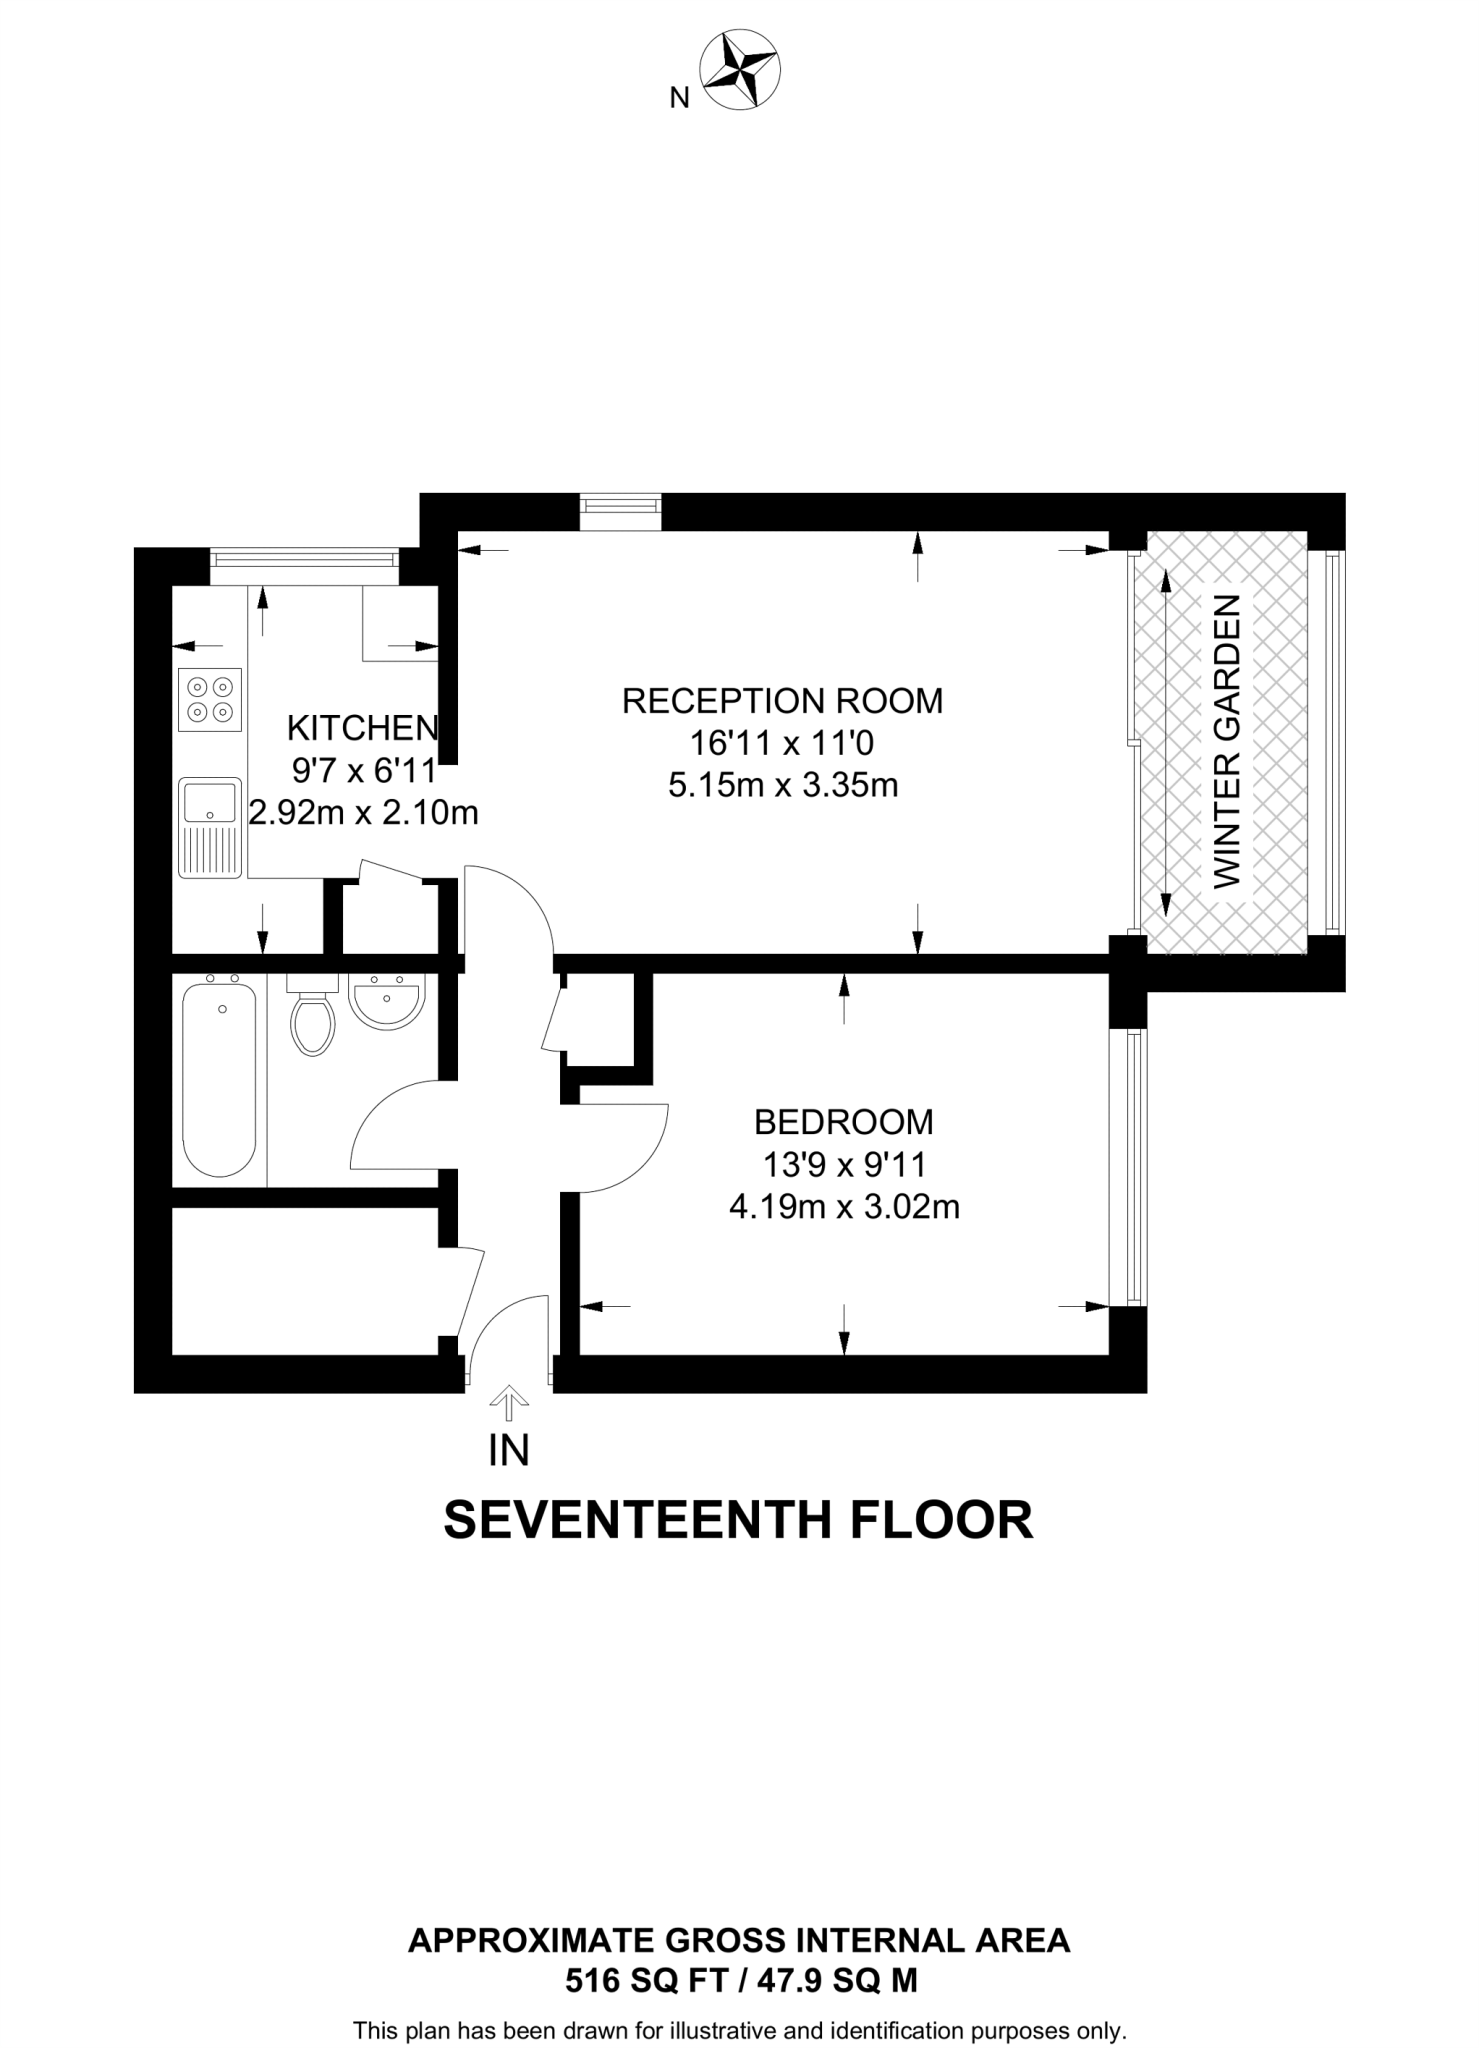 N
KITCHEN
9'7 x 6'11
2.92m x 2.10m
RECEPTION ROOM
16'11 x 11'0
5.15m x 3.35m
WINTER GARDEN
BEDROOM
13'9 x 9'11
4.19m x 3.02m
IN
SEVENTEENTH FLOOR
APPROXIMATE GROSS INTERNAL AREA
516 SQ FT / 47.9 SQ M
This plan has been drawn for illustrative and identification purposes only.